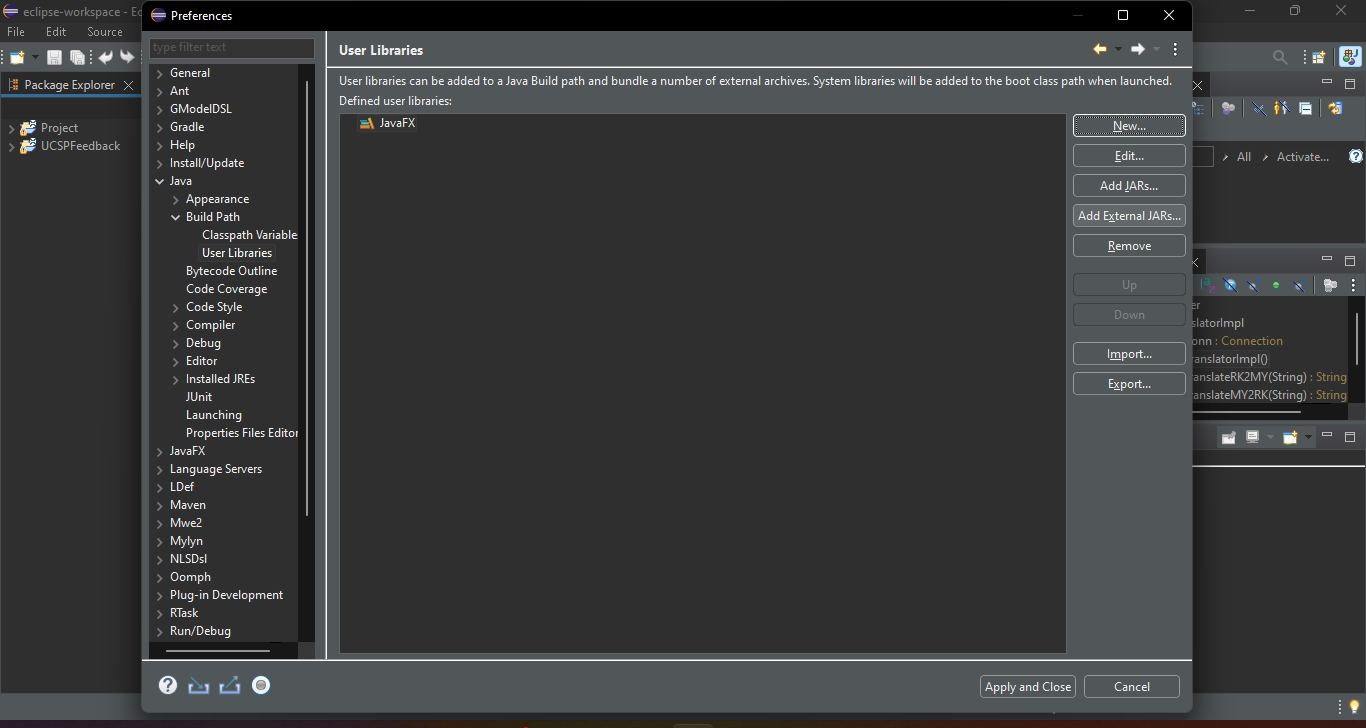 eclipse-workspace - Ec
Preferences
File Edit Source
type filter text
User Libraries
Package Explorer
Project
UCSPFeedback
General
Ant
GModelDSL
Gradle
Help
Install/Update
Java
Appearance
Build Path
Classpath Variable
User Libraries
Bytecode Outline
Code Coverage
Code Style
Compiler
Debug
Editor
Installed JREs
JUnit
Launching
Properties Files Editor
JavaFX
Language Servers
LDef
Maven
Mwe2
Mylyn
NLSDsl
Oomph
Plug-in Development
RTask
Run/Debug
User libraries can be added to a Java Build path and bundle a number of external archives. System libraries will be added to the boot class path when launched.
Defined user libraries:
JavaFX
New...
Edit...
Add JARs...
Add External JARs...
Remove
Up
Down
Import...
Export...
Apply and Close
Cancel
All
Activate...
er
slatorImpl
onn : Connection
ranslatorImpl()
anslateRK2MY(String) : String
anslateMY2RK(String) : String